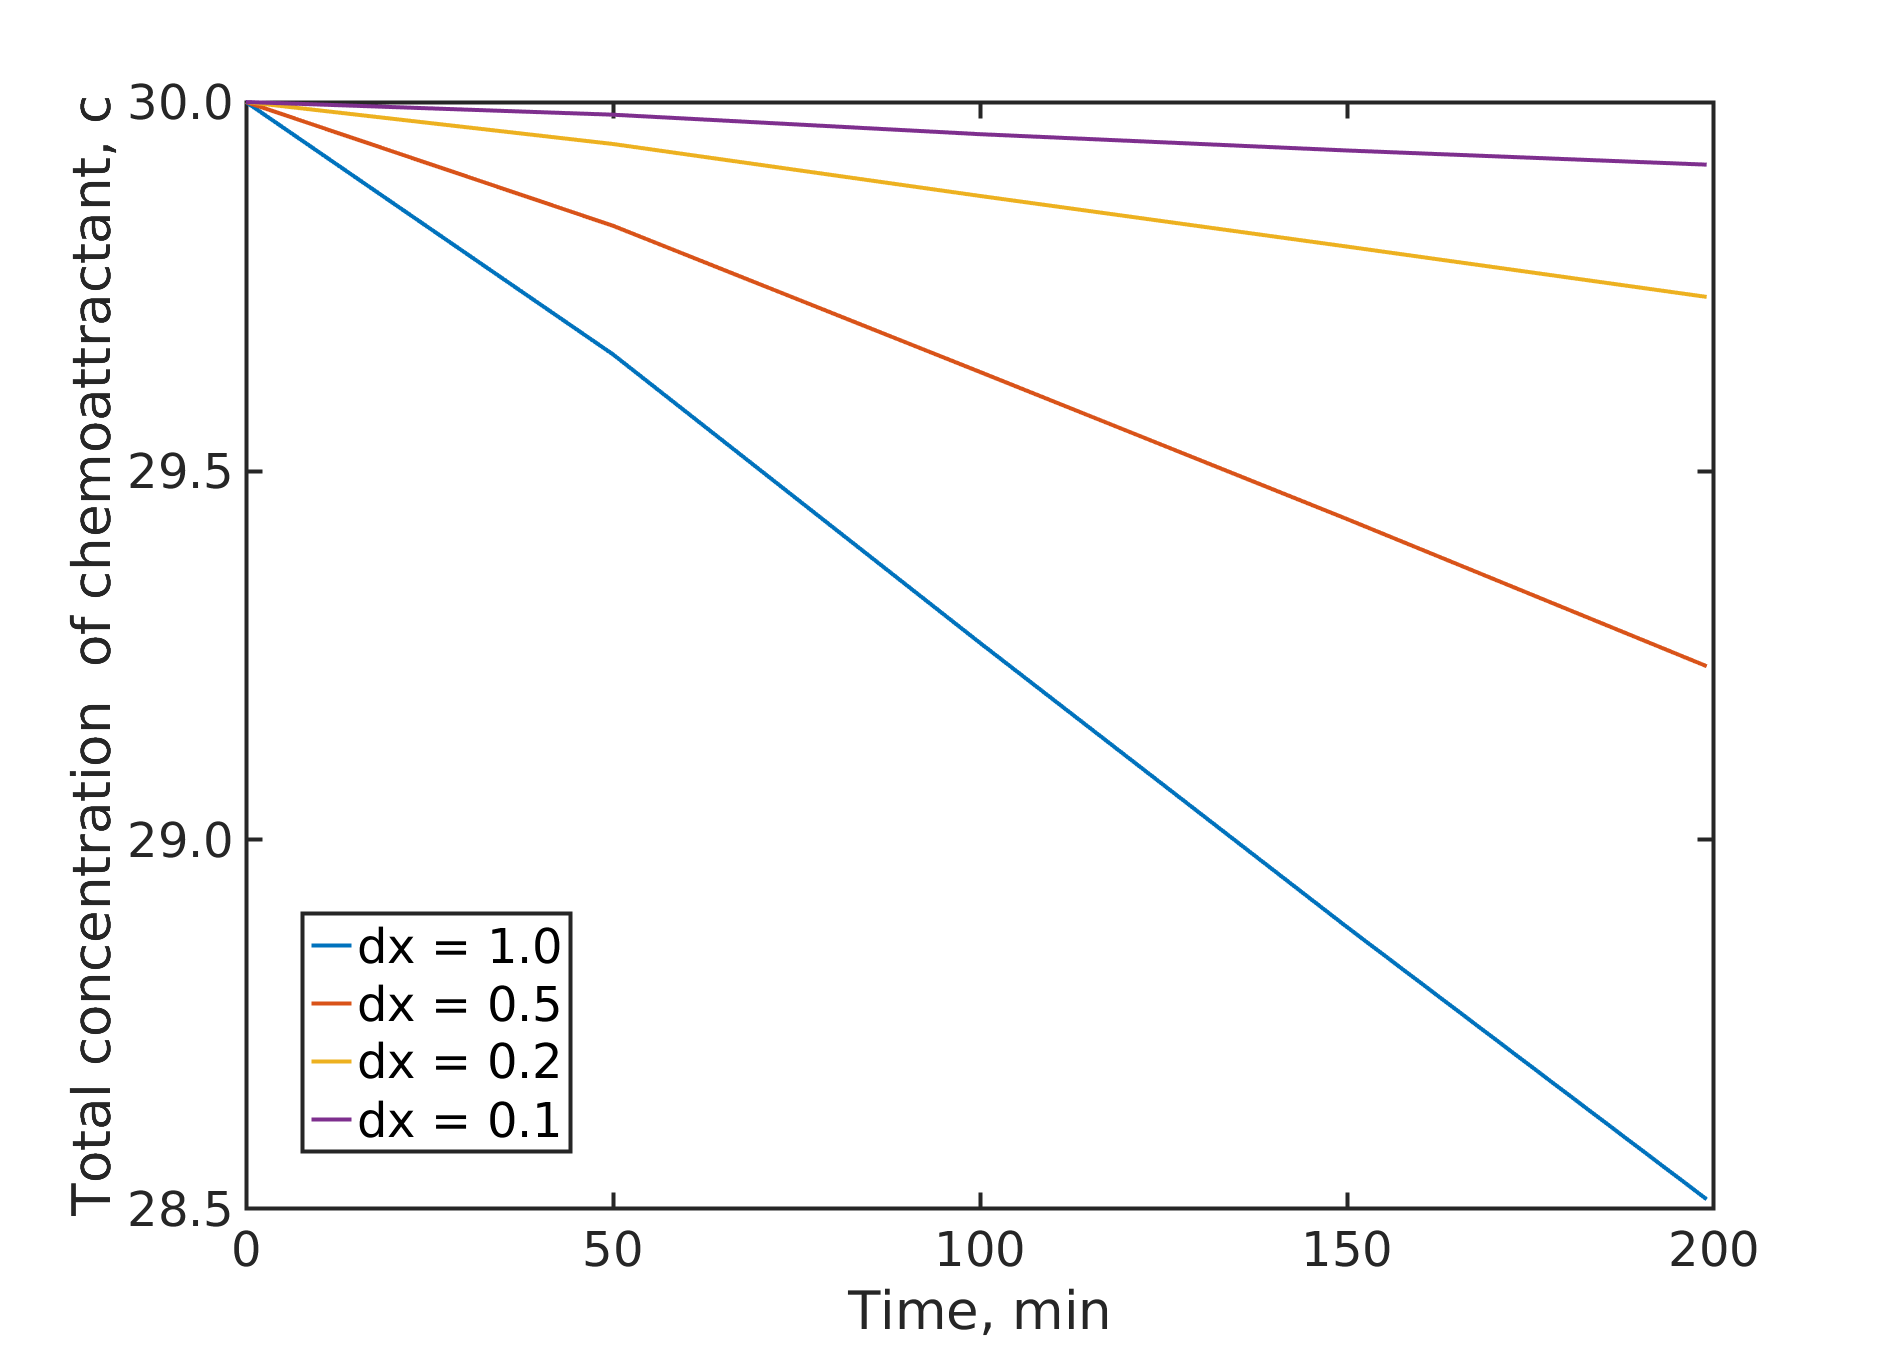 Total concentration  of chemoattractant, c
30.0
29.5
29.0
28.5
dx = 1.0
dx = 0.5
dx = 0.2
dx = 0.1
0 50 100 150 200
Time, min